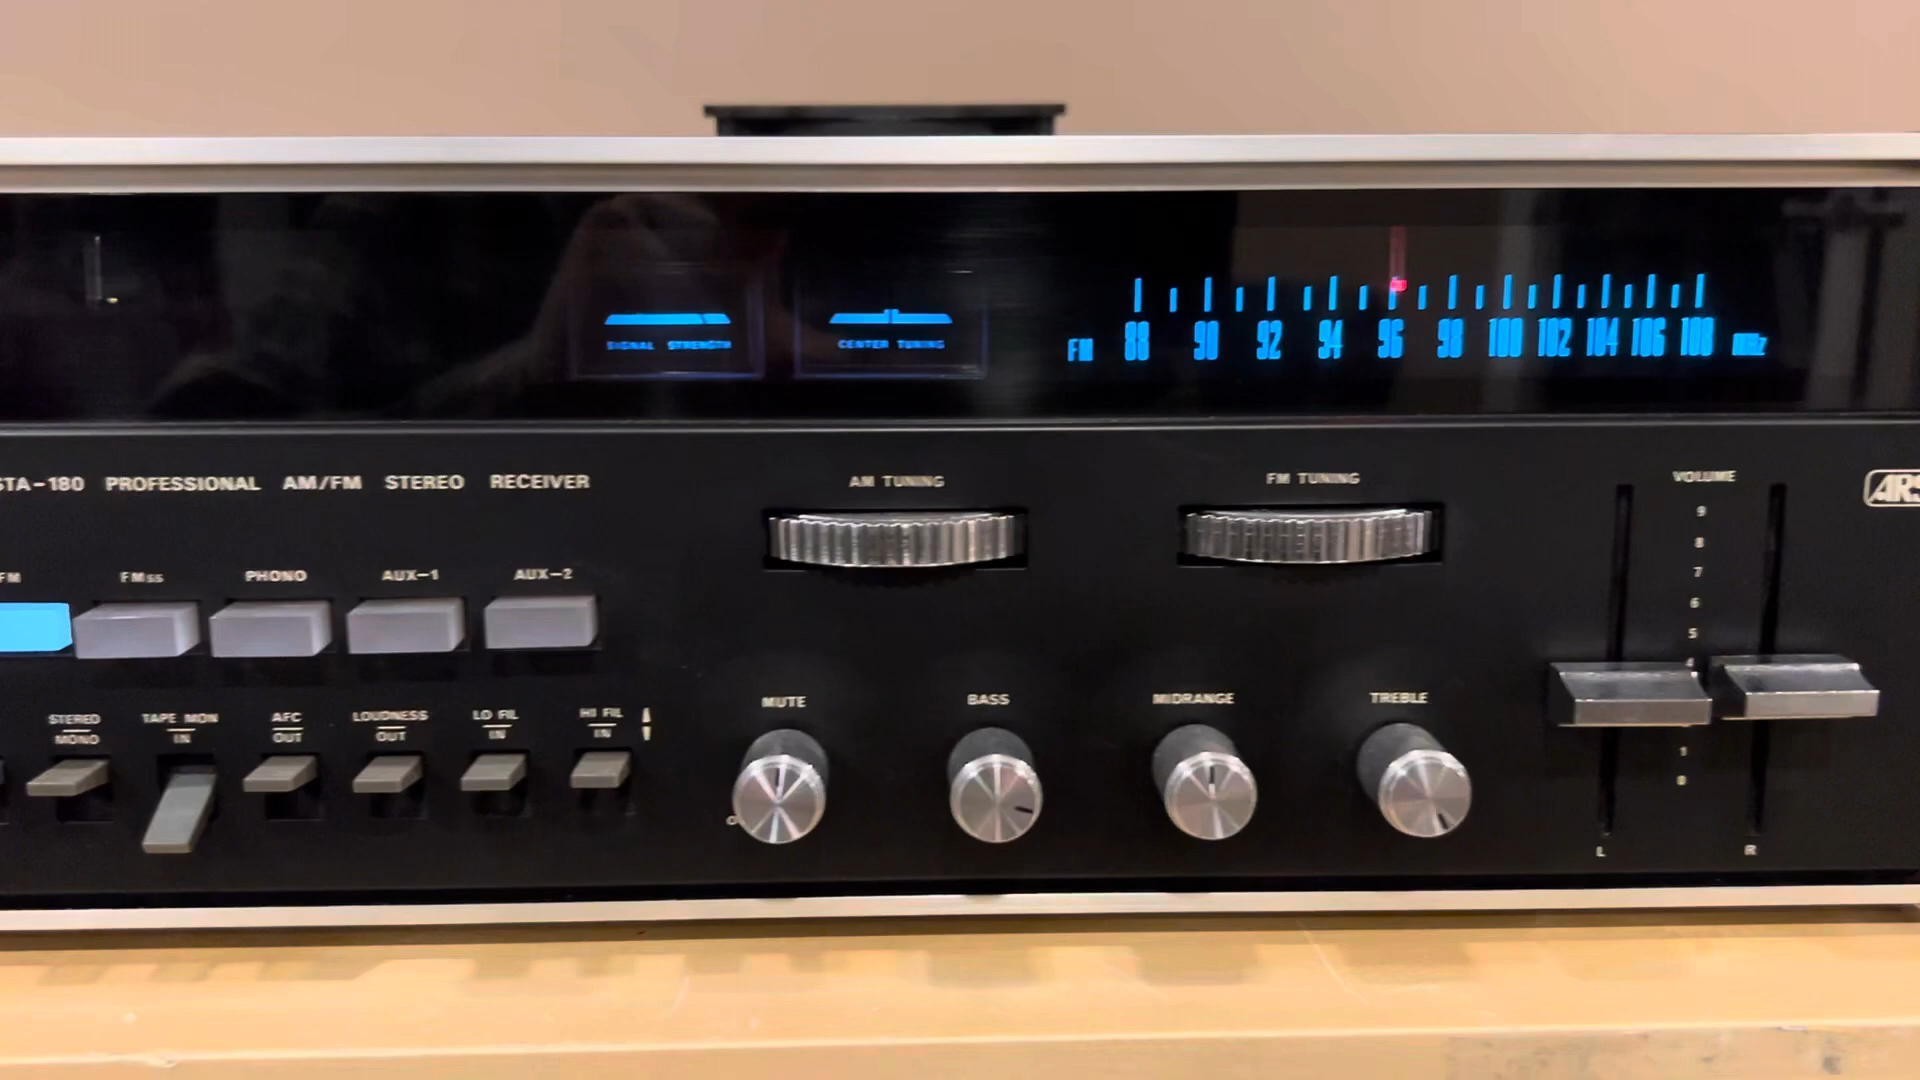 SIGNAL STRENGTH
CENTER TUNING
FM 88 90 92 94 96 98 100 102 104 106 108 MHz
STA-180 PROFESSIONAL AM/FM STEREO RECEIVER
AM TUNING
FM TUNING
VOLUME
ARS
9
8
7
6
5
4
1
0
L
R
FM
FMss
PHONO
AUX-1
AUX-2
STEREO
MONO
TAPE MON
IN
AFC
OUT
LOUDNESS
OUT
LO FIL
IN
HI FIL
IN
MUTE
O
BASS
MIDRANGE
TREBLE